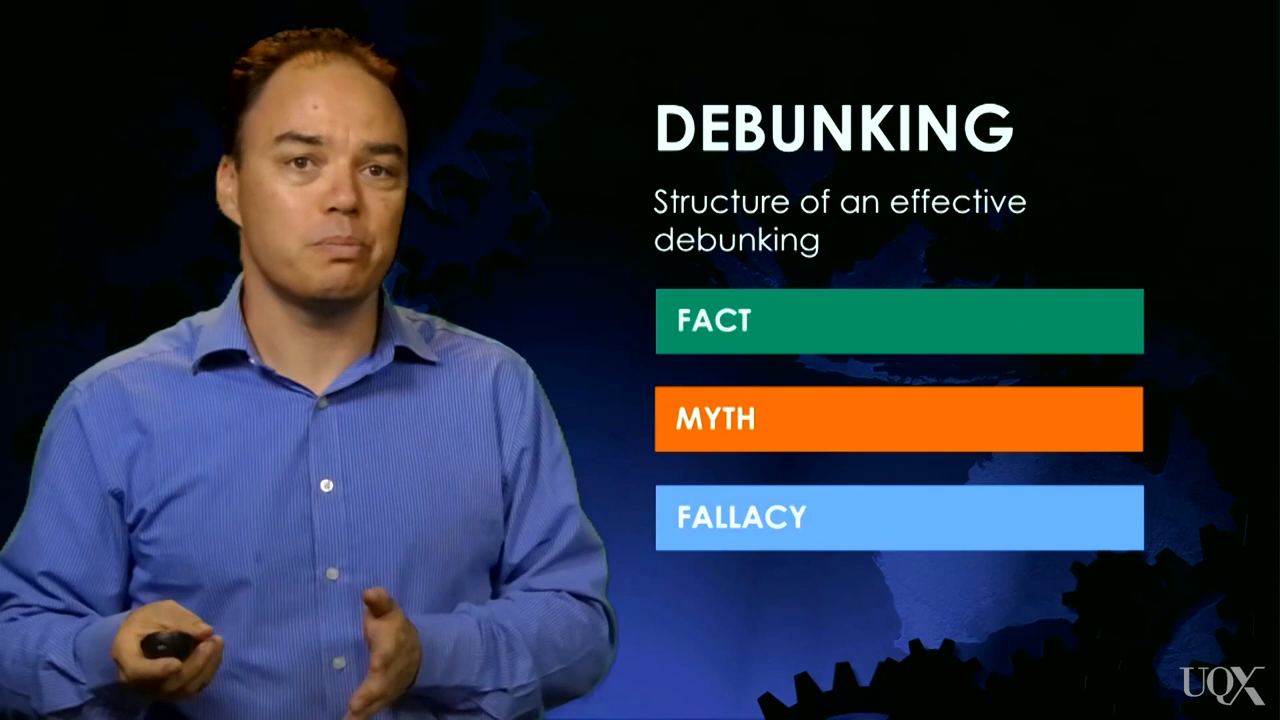 DEBUNKING
Structure of an effective
debunking
FACT
MYTH
FALLACY
UQX